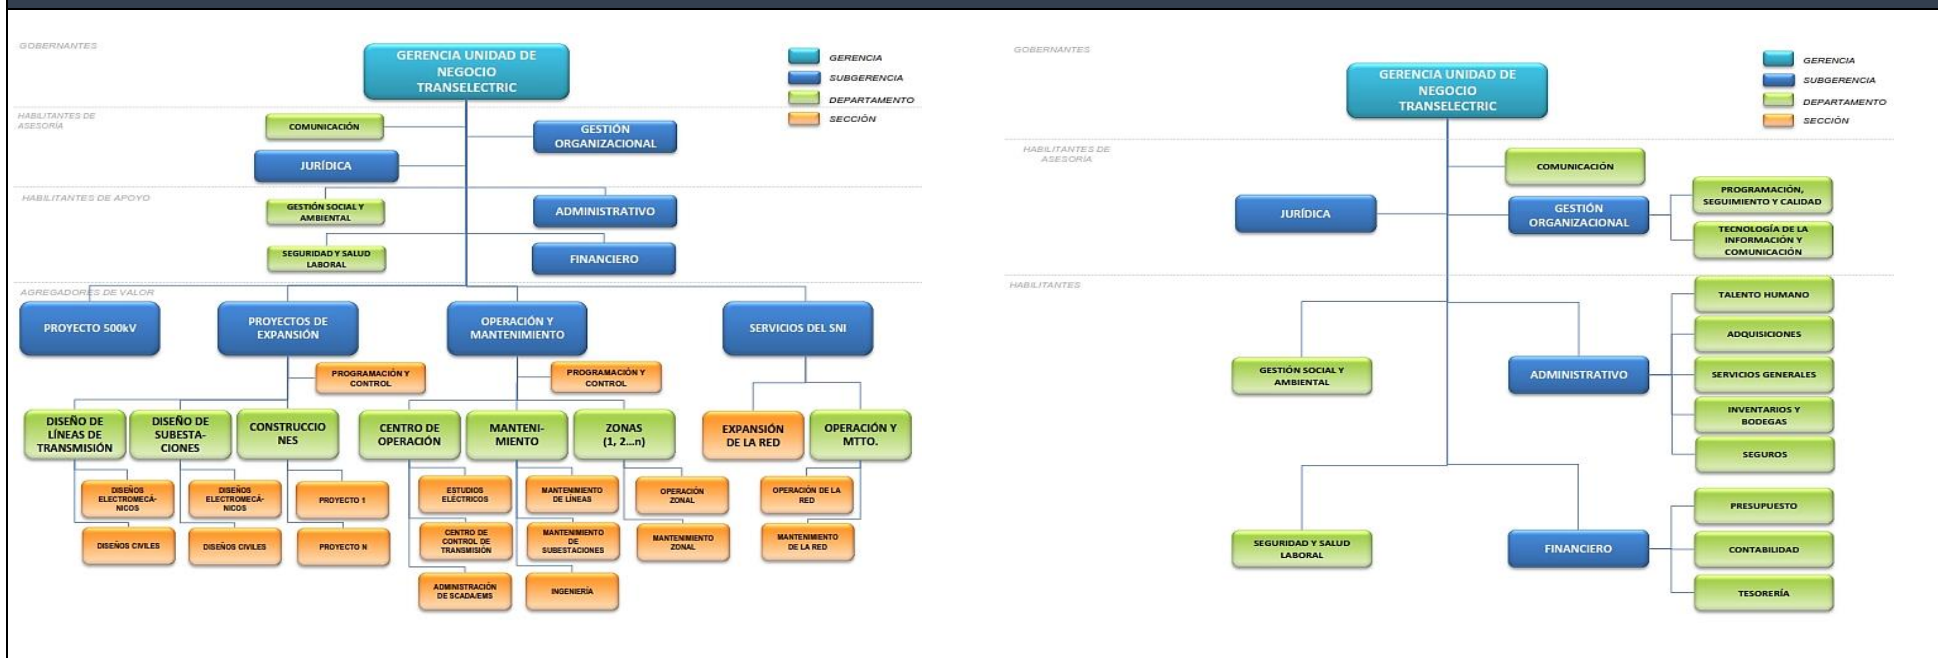 GOBERNANTES
GERENCIA UNIDAD DE
NEGOCIO
TRANSELECTRIC
GERENCIA
SUBGERENCIA
DEPARTAMENTO
SECCIÓN
HABILITANTES DE
ASESORÍA
COMUNICACIÓN
GESTIÓN
ORGANIZACIONAL
JURÍDICA
HABILITANTES DE APOYO
GESTIÓN SOCIAL Y
AMBIENTAL
ADMINISTRATIVO
SEGURIDAD Y SALUD
LABORAL
FINANCIERO
AGREGADORES DE VALOR
PROYECTO 500kV
PROYECTOS DE
EXPANSIÓN
OPERACIÓN Y
MANTENIMIENTO
SERVICIOS DEL SNI
PROGRAMACIÓN Y
CONTROL
PROGRAMACIÓN Y
CONTROL
DISEÑO DE
LÍNEAS DE
TRANSMISIÓN
DISEÑO DE
SUBESTA-
CIONES
CONSTRUCCIO
NES
CENTRO DE
OPERACIÓN
MANTENI-
MIENTO
ZONAS
(1, 2...n)
EXPANSIÓN
DE LA RED
OPERACIÓN Y
MTTO.
DISEÑOS
ELECTROMECÁ-
NICOS
DISEÑOS
ELECTROMECÁ-
NICOS
PROYECTO 1
ESTUDIOS
ELÉCTRICOS
MANTENIMIENTO
DE LÍNEAS
OPERACIÓN
ZONAL
OPERACIÓN DE LA
RED
DISEÑOS CIVILES
DISEÑOS CIVILES
PROYECTO N
CENTRO DE
CONTROL DE
TRANSMISIÓN
MANTENIMIENTO
DE
SUBESTACIONES
MANTENIMIENTO
ZONAL
MANTENIMIENTO
DE LA RED
ADMINISTRACIÓN
DE SCADA/EMS
INGENIERÍA
GOBERNANTES
GERENCIA UNIDAD DE
NEGOCIO
TRANSELECTRIC
GERENCIA
SUBGERENCIA
DEPARTAMENTO
SECCIÓN
HABILITANTES DE
ASESORÍA
COMUNICACIÓN
JURÍDICA
GESTIÓN
ORGANIZACIONAL
PROGRAMACIÓN,
SEGUIMIENTO Y CALIDAD
TECNOLOGÍA DE LA
INFORMACIÓN Y
COMUNICACIÓN
HABILITANTES
GESTIÓN SOCIAL Y
AMBIENTAL
ADMINISTRATIVO
TALENTO HUMANO
ADQUISICIONES
SERVICIOS GENERALES
INVENTARIOS Y
BODEGAS
SEGUROS
SEGURIDAD Y SALUD
LABORAL
FINANCIERO
PRESUPUESTO
CONTABILIDAD
TESORERÍA